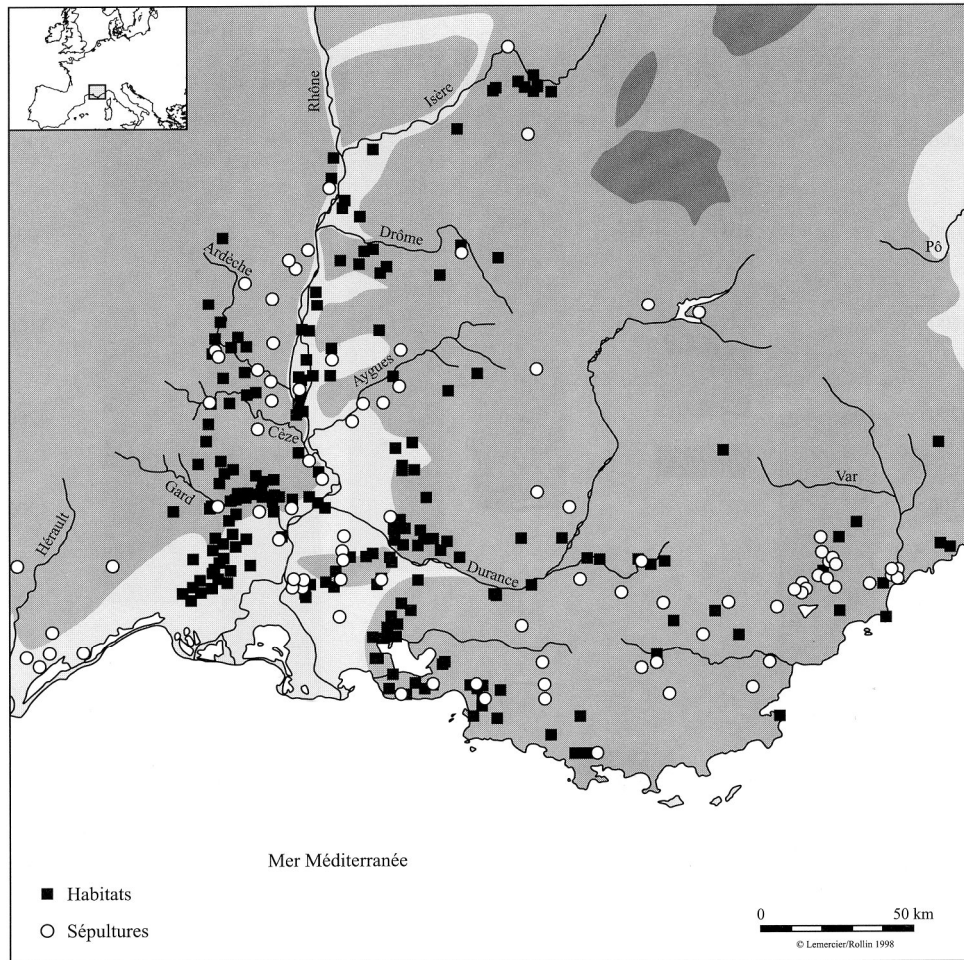 Rhône
Isère
Drôme
Ardèche
Pô
Aygues
Cèze
Var
Gard
Hérault
Durance
Mer Méditerranée
Habitats
Sépultures
0 50 km
© Lemercier/Rollin 1998